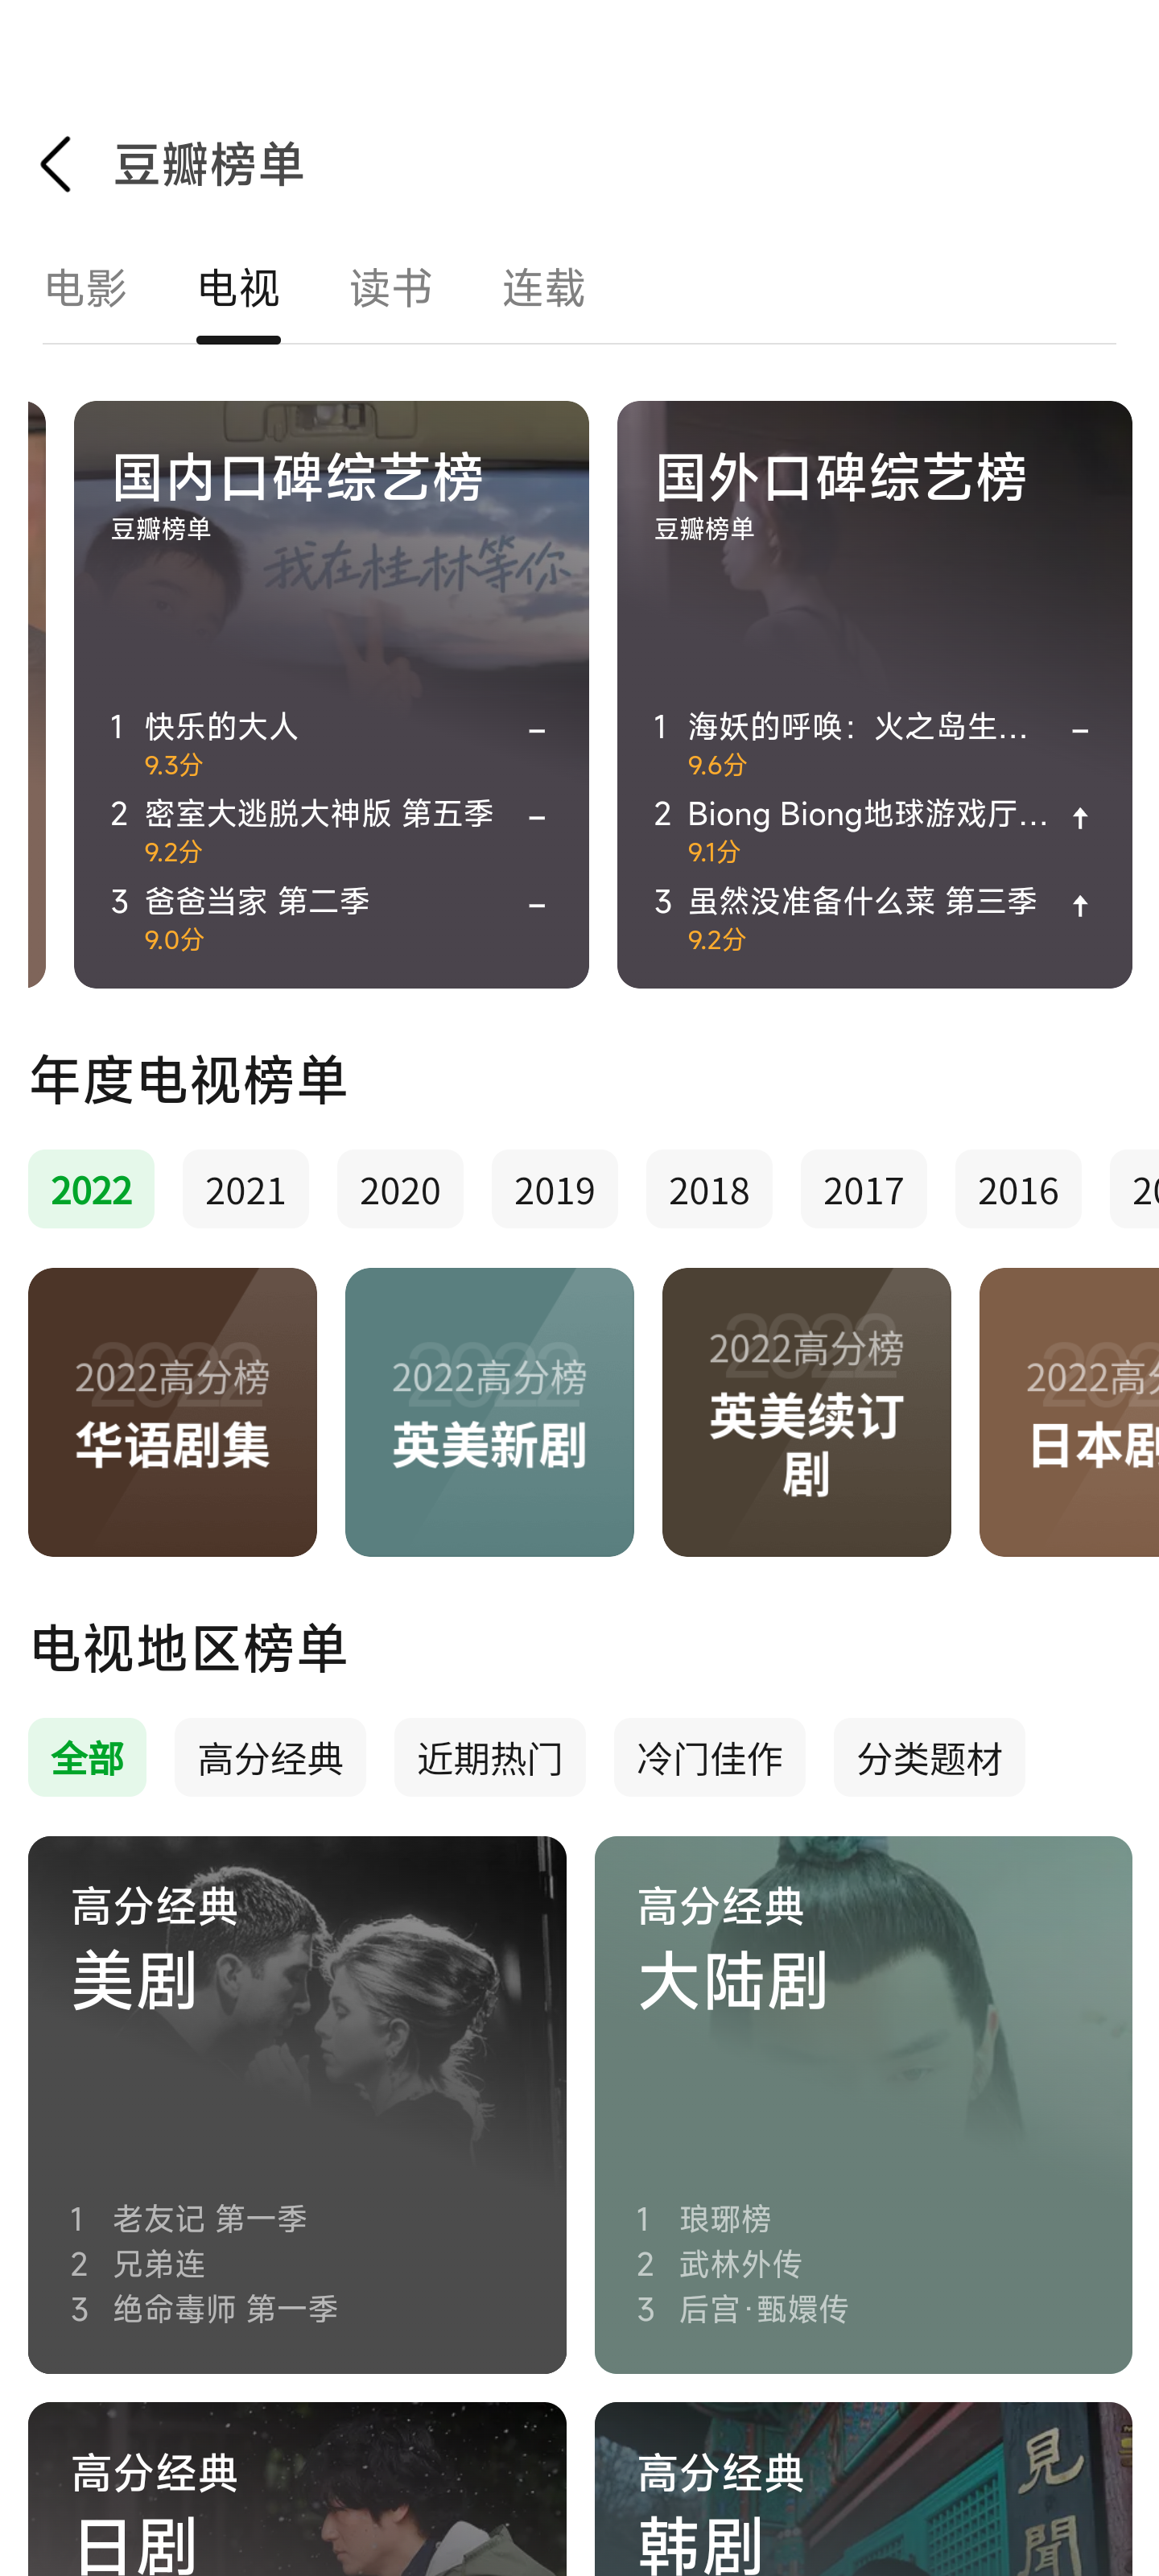 豆瓣榜单
电影 电视 读书 连载
国内口碑综艺榜
豆瓣榜单
我在桂林等你
1 快乐的大人 –
9.3分
2 密室大逃脱大神版 第五季 –
9.2分
3 爸爸当家 第二季 –
9.0分
国外口碑综艺榜
豆瓣榜单
1 海妖的呼唤：火之岛生... –
9.6分
2 Biong Biong地球游戏厅... ↑
9.1分
3 虽然没准备什么菜 第三季 ↑
9.2分
年度电视榜单
2022 2021 2020 2019 2018 2017 2016
2022
2022高分榜
华语剧集
2022
2022高分榜
英美新剧
2022
2022高分榜
英美续订
剧
2022高分
日本剧
电视地区榜单
全部 高分经典 近期热门 冷门佳作 分类题材
高分经典
美剧
1 老友记 第一季
2 兄弟连
3 绝命毒师 第一季
高分经典
大陆剧
1 琅琊榜
2 武林外传
3 后宫·甄嬛传
高分经典
日剧
高分经典
韩剧
見
聞